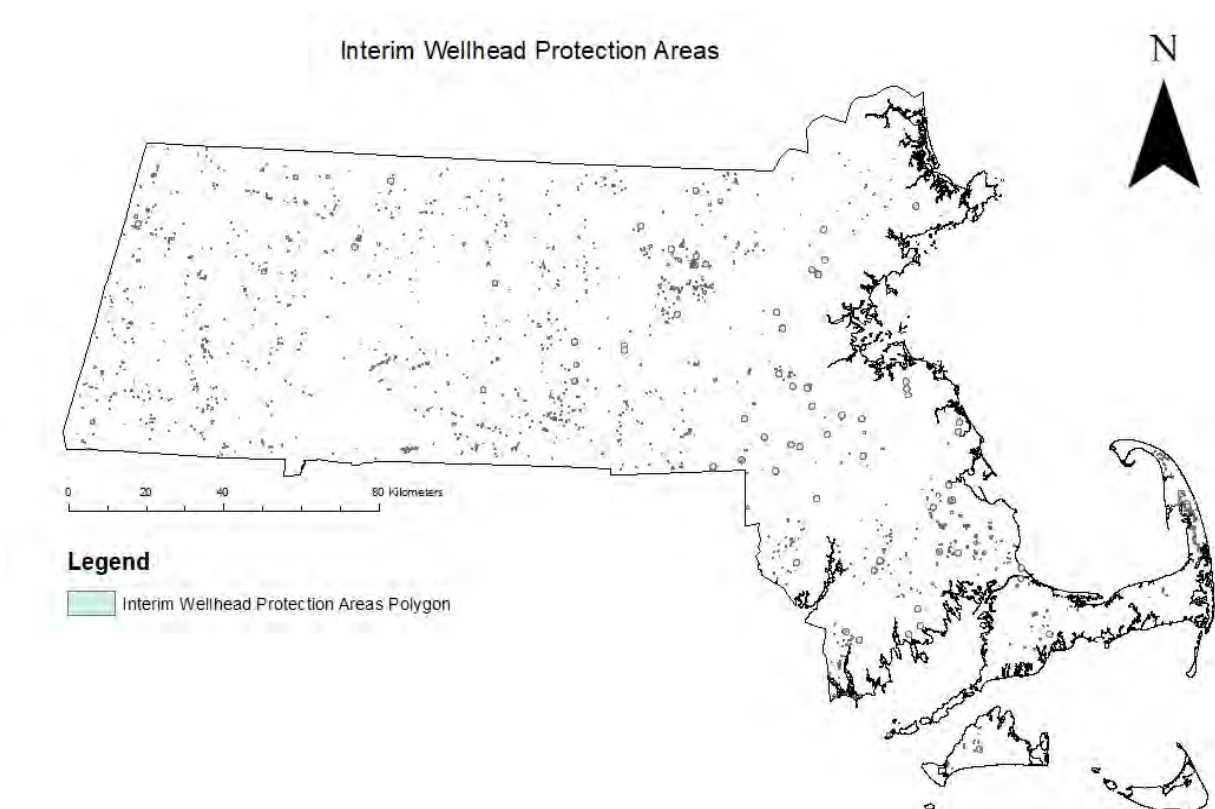 Interim Wellhead Protection Areas
N
0 20 40 80 Kilometers
Legend
Interim Wellhead Protection Areas Polygon